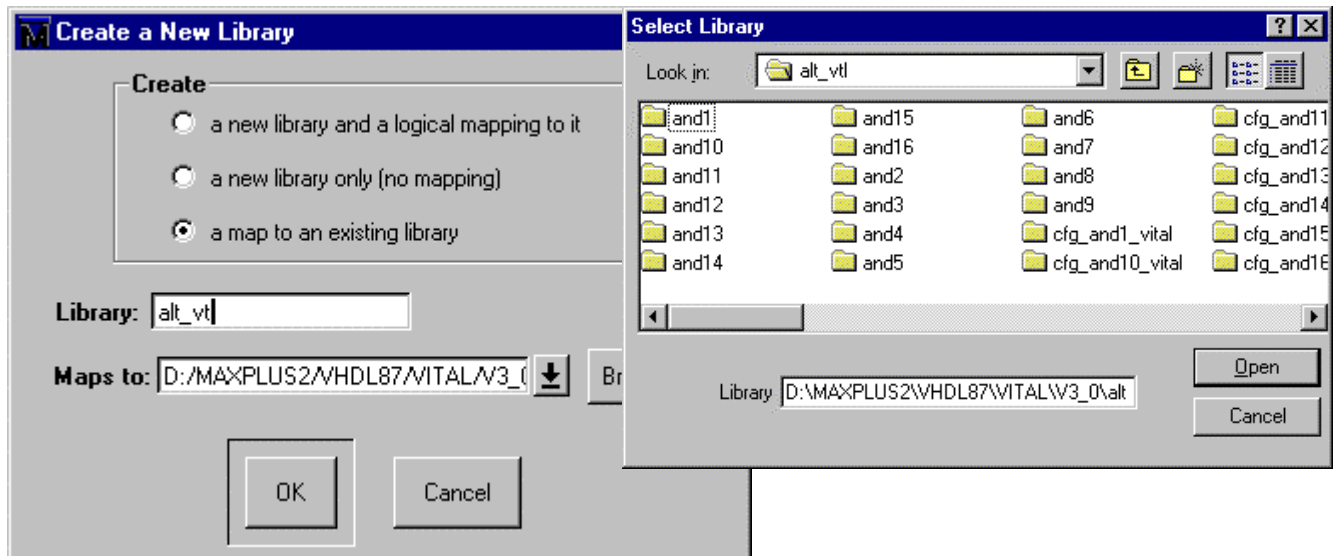 Create a New Library
Create
a new library and a logical mapping to it
a new library only (no mapping)
a map to an existing library
Library: alt_vt
Maps to: D:/MAXPLUS2/VHDL87/VITAL/V3_(
Br
OK Cancel
Select Library
Look in: alt_vtl
and1 and15 and6 cfg_and11
and10 and16 and7 cfg_and12
and11 and2 and8 cfg_and13
and12 and3 and9 cfg_and14
and13 and4 cfg_and1_vital cfg_and15
and14 and5 cfg_and10_vital cfg_and16
Library D:\MAXPLUS2\VHDL87\VITAL\V3_0\alt
Open
Cancel